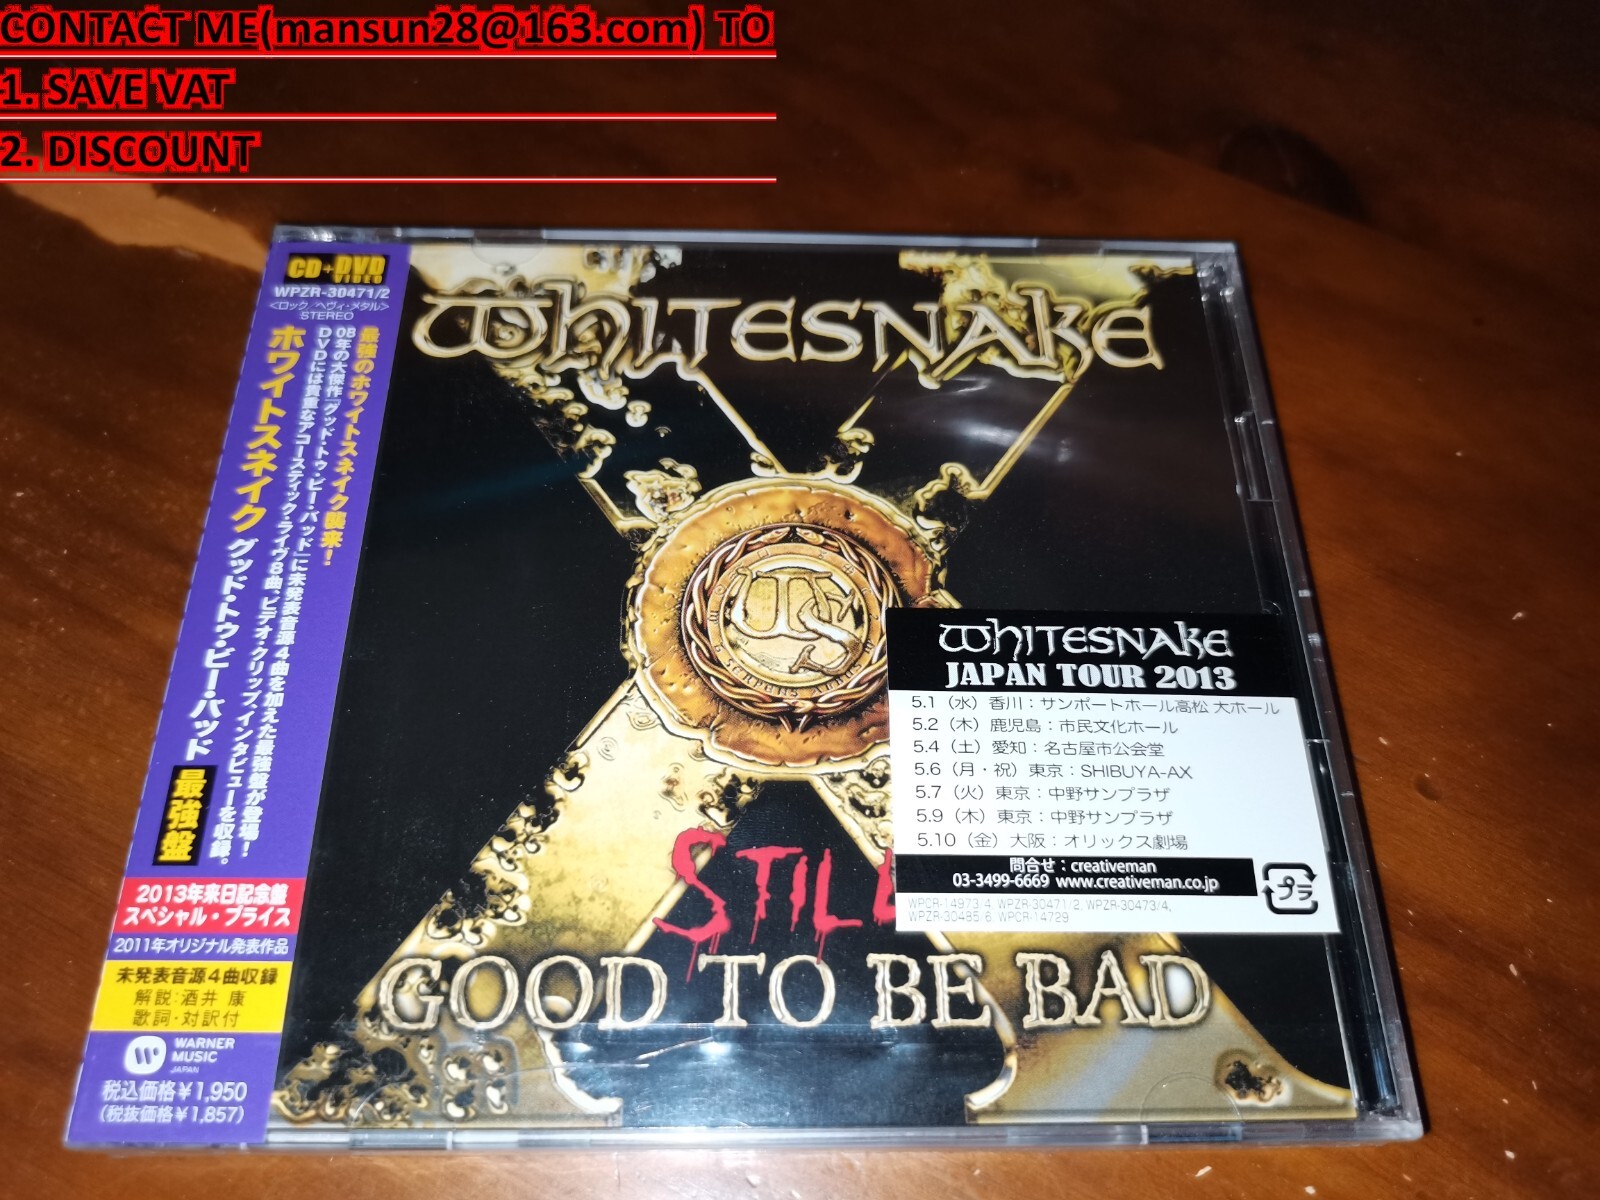 CONTACT ME(mansun28@163.com) TO
1. SAVE VAT
2. DISCOUNT
CD+DVD
VIDEO
WPZR-30471/2
<ロック/ヘヴィ・メタル>
STEREO
最強のホワイトスネイク襲来!
08年の大傑作「グッド・トゥ・ビー・バッド」に未発表音源4曲を加えた最強盤が登場!
DVDには貴重なアコースティック・ライヴ8曲、ビデオ・クリップ、インタビューを収録。
ホワイトスネイク グッド・トゥ・ビー・バッド 最強盤
2013年来日記念盤
スペシャル・プライス
2011年オリジナル発表作品
未発表音源4曲収録
解説:酒井 康
歌詞・対訳付
WARNER
MUSIC
JAPAN
税込価格¥1,950
(税抜価格¥1,857)
WHITESNAKE
WS
STILL
GOOD TO BE BAD
WHITESNAKE
JAPAN TOUR 2013
5.1(水)香川:サンポートホール高松 大ホール
5.2(木)鹿児島:市民文化ホール
5.4(土)愛知:名古屋市公会堂
5.6(月・祝)東京:SHIBUYA-AX
5.7(火)東京:中野サンプラザ
5.9(木)東京:中野サンプラザ
5.10(金)大阪:オリックス劇場
問合せ:creativeman
03-3499-6669 www.creativeman.co.jp
プラ
WPCR-14973/4, WPZR-30471/2, WPZR-30473/4,
WPZR-30485/6, WPCR-14729